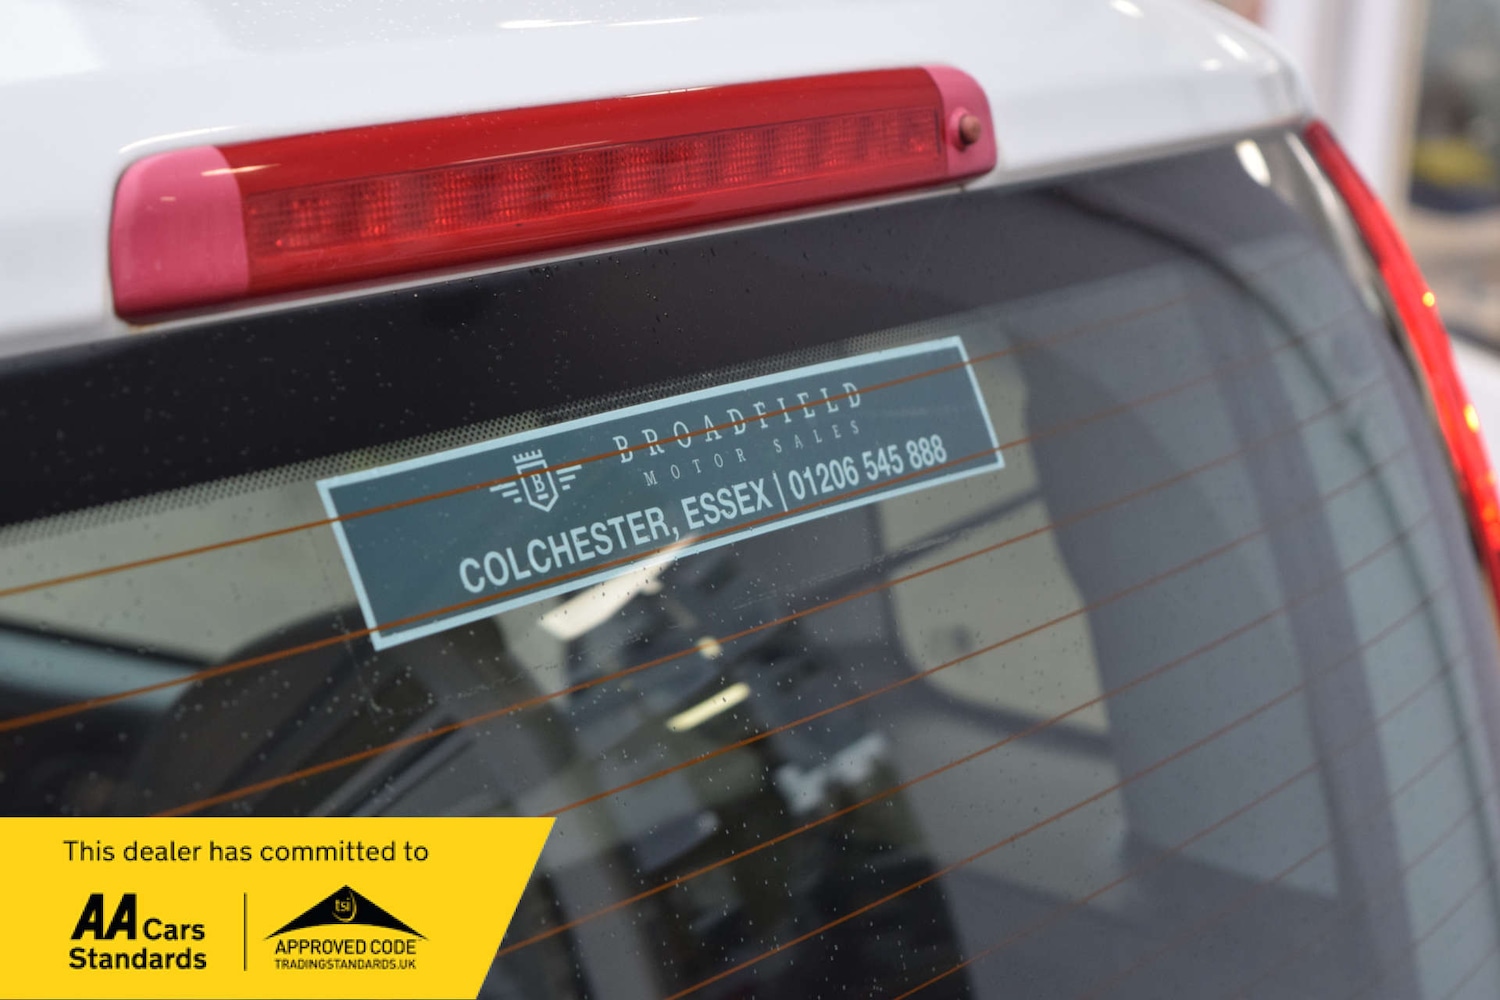 B
BROADFIELD
MOTOR SALES
COLCHESTER, ESSEX | 01206 545 888
This dealer has committed to
AA Cars
Standards
tsi
APPROVED CODE
TRADINGSTANDARDS.UK